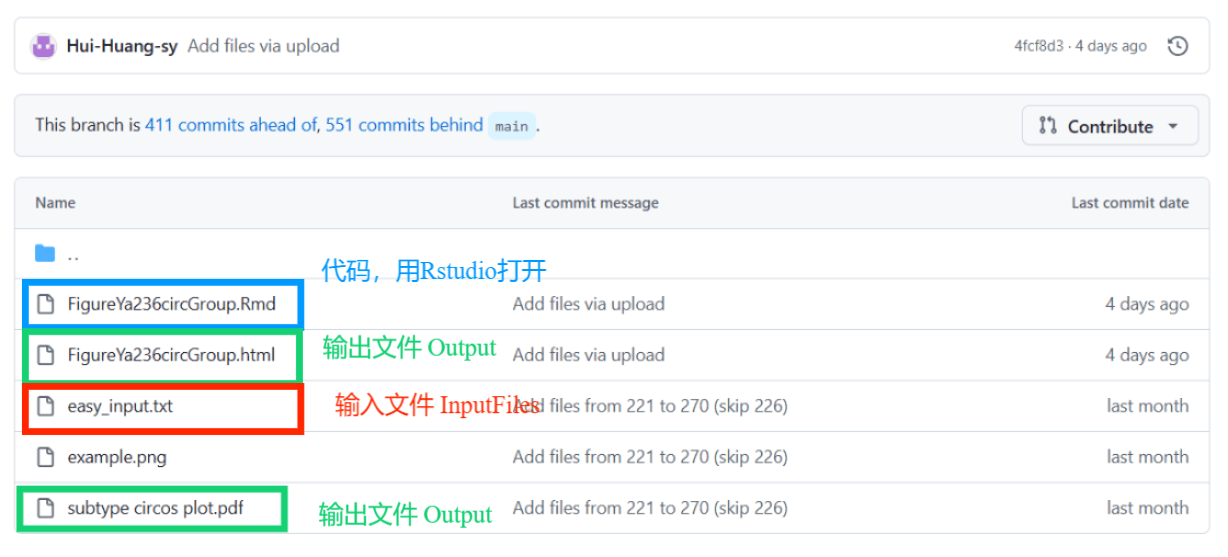 Hui-Huang-sy Add files via upload 4fcf8d3 · 4 days ago
This branch is 411 commits ahead of, 551 commits behind main . Contribute
Name Last commit message Last commit date
..
代码，用Rstudio打开
FigureYa236circGroup.Rmd Add files via upload 4 days ago
FigureYa236circGroup.html 输出文件 Output Add files via upload 4 days ago
easy_input.txt 输入文件 InputFiles Add files from 221 to 270 (skip 226) last month
example.png Add files from 221 to 270 (skip 226) last month
subtype circos plot.pdf 输出文件 Output Add files from 221 to 270 (skip 226) last month